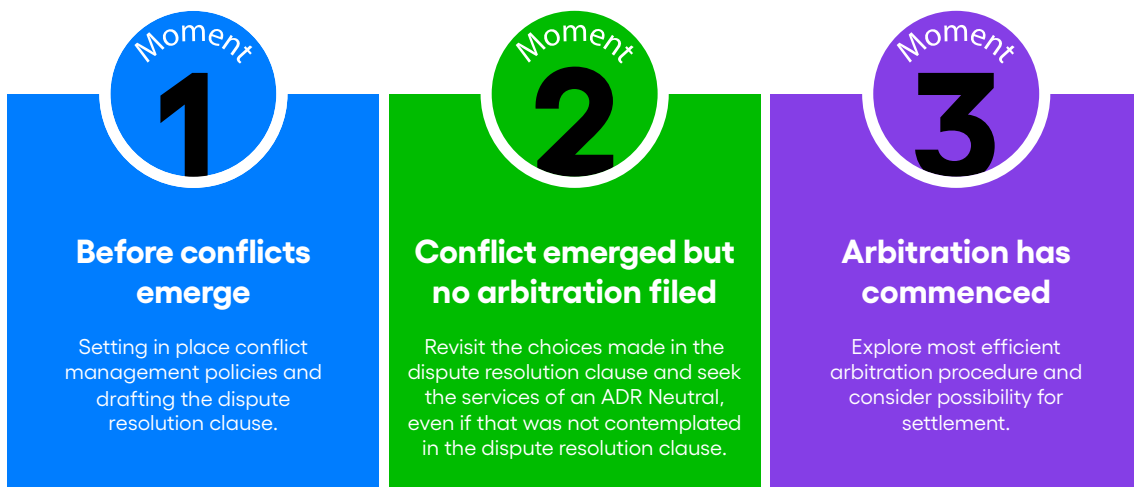 Moment
1
Before conflicts
emerge
Setting in place conflict
management policies and
drafting the dispute
resolution clause.
Moment
2
Conflict emerged but
no arbitration filed
Revisit the choices made in the
dispute resolution clause and seek
the services of an ADR Neutral,
even if that was not contemplated
in the dispute resolution clause.
Moment
3
Arbitration has
commenced
Explore most efficient
arbitration procedure and
consider possibility for
settlement.